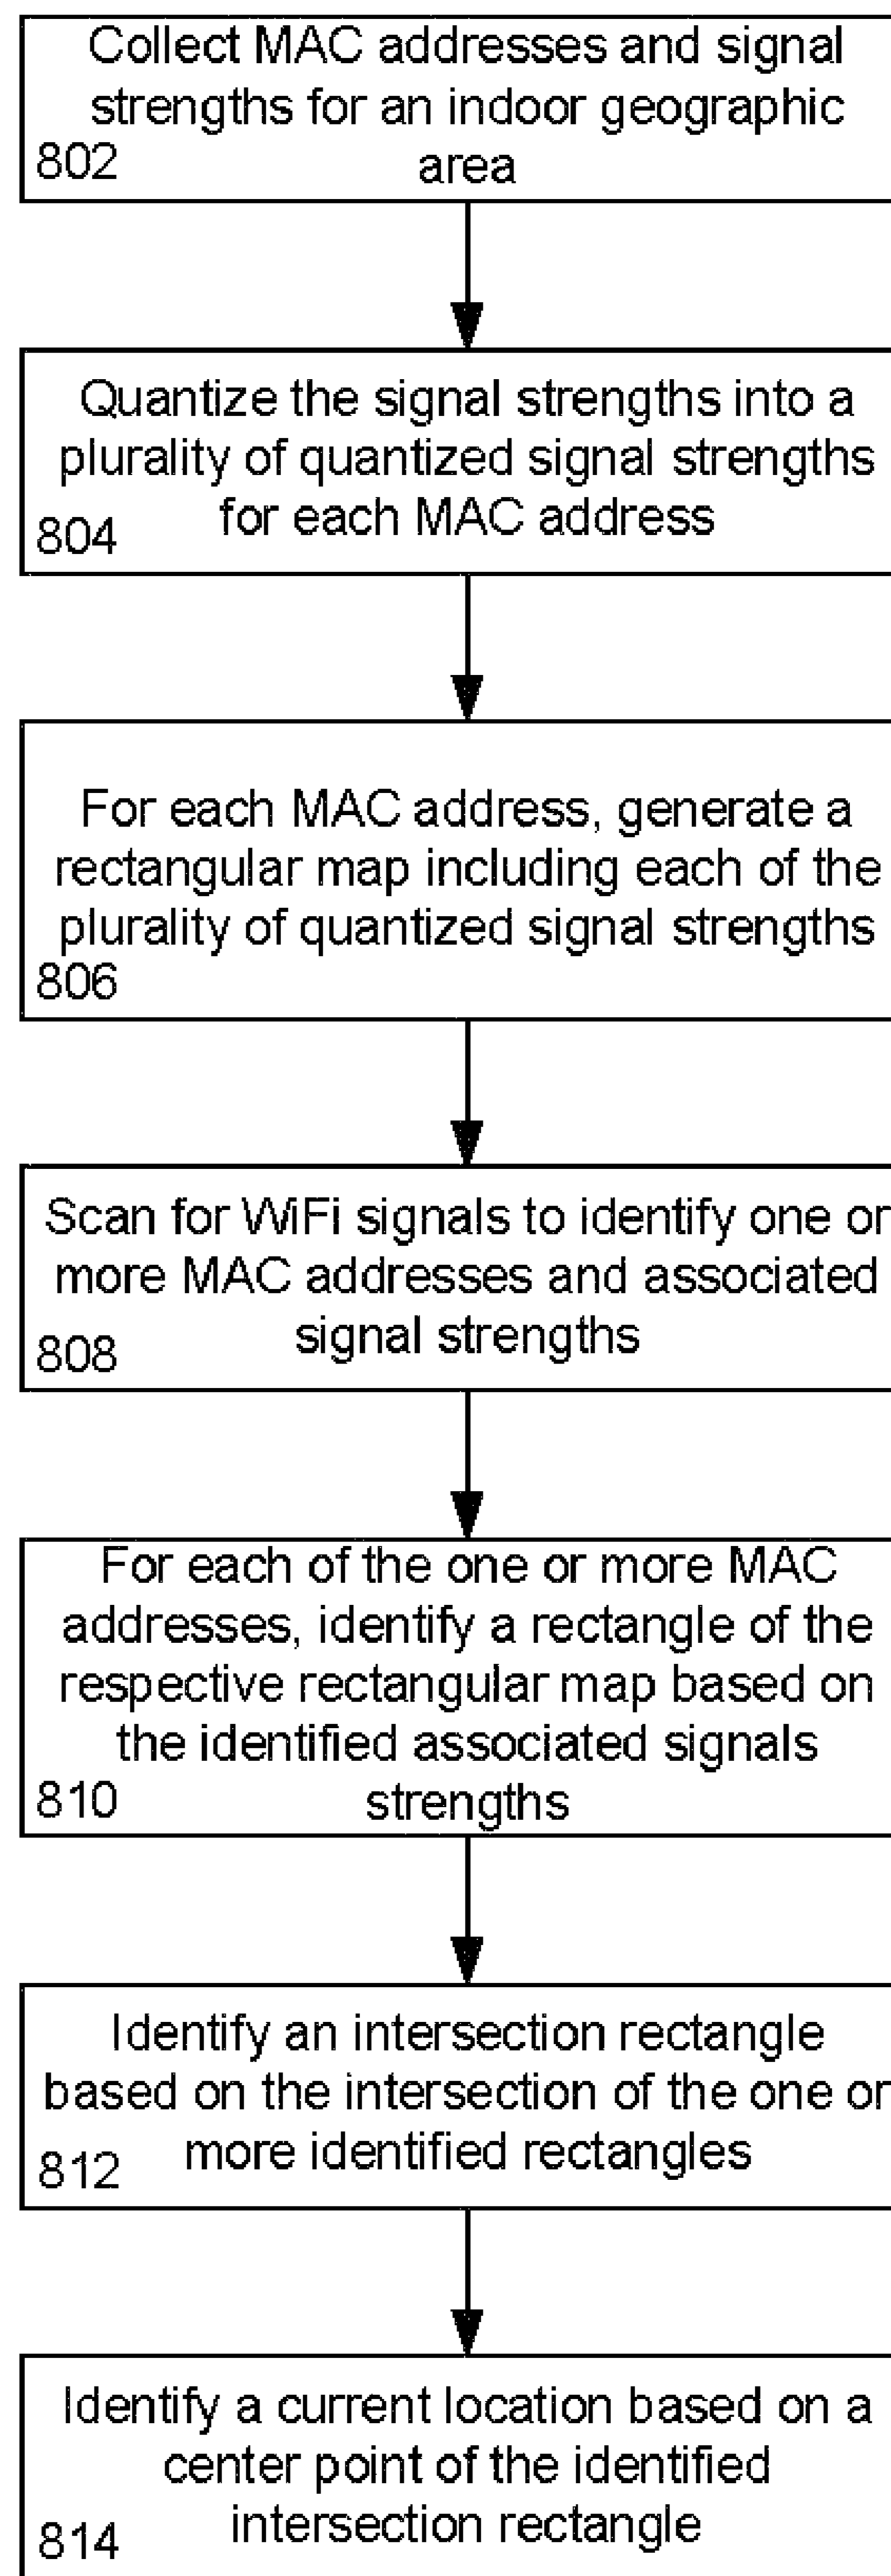 Collect MAC addresses and signal
strengths for an indoor geographic
802 area
Quantize the signal strengths into a
plurality of quantized signal strengths
804 for each MAC address
For each MAC address, generate a
rectangular map including each of the
plurality of quantized signal strengths
806
Scan for WiFi signals to identify one or
more MAC addresses and associated
808 signal strengths
For each of the one or more MAC
addresses, identify a rectangle of the
respective rectangular map based on
the identified associated signals
810 strengths
Identify an intersection rectangle
based on the intersection of the one or
812 more identified rectangles
Identify a current location based on a
center point of the identified
814 intersection rectangle